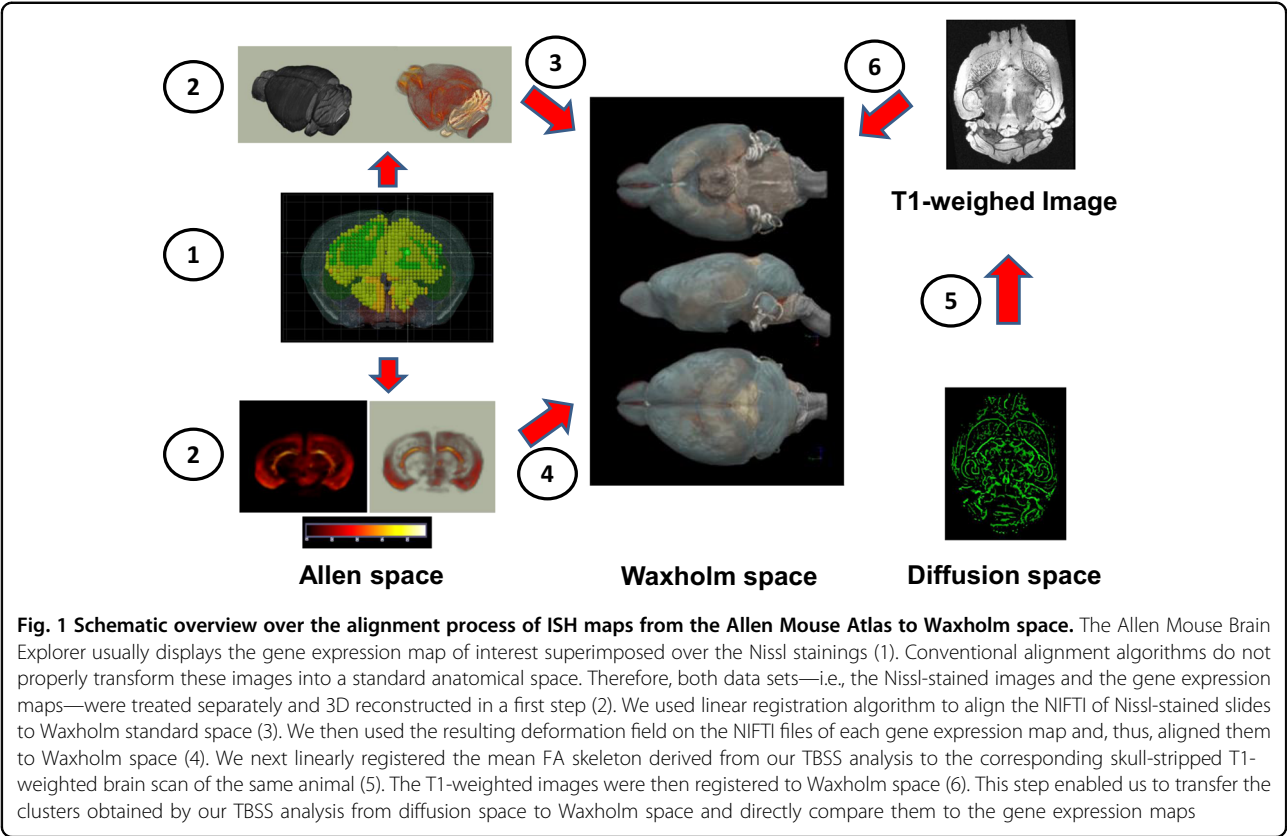 2
3
6
T1-weighed Image
1
5
2
4
Allen space
Waxholm space
Diffusion space
Fig. 1 Schematic overview over the alignment process of ISH maps from the Allen Mouse Atlas to Waxholm space. The Allen Mouse Brain
Explorer usually displays the gene expression map of interest superimposed over the Nissl stainings (1). Conventional alignment algorithms do not
properly transform these images into a standard anatomical space. Therefore, both data sets—i.e., the Nissl-stained images and the gene expression
maps—were treated separately and 3D reconstructed in a first step (2). We used linear registration algorithm to align the NIFTI of Nissl-stained slides
to Waxholm standard space (3). We then used the resulting deformation field on the NIFTI files of each gene expression map and, thus, aligned them
to Waxholm space (4). We next linearly registered the mean FA skeleton derived from our TBSS analysis to the corresponding skull-stripped T1-
weighted brain scan of the same animal (5). The T1-weighted images were then registered to Waxholm space (6). This step enabled us to transfer the
clusters obtained by our TBSS analysis from diffusion space to Waxholm space and directly compare them to the gene expression maps